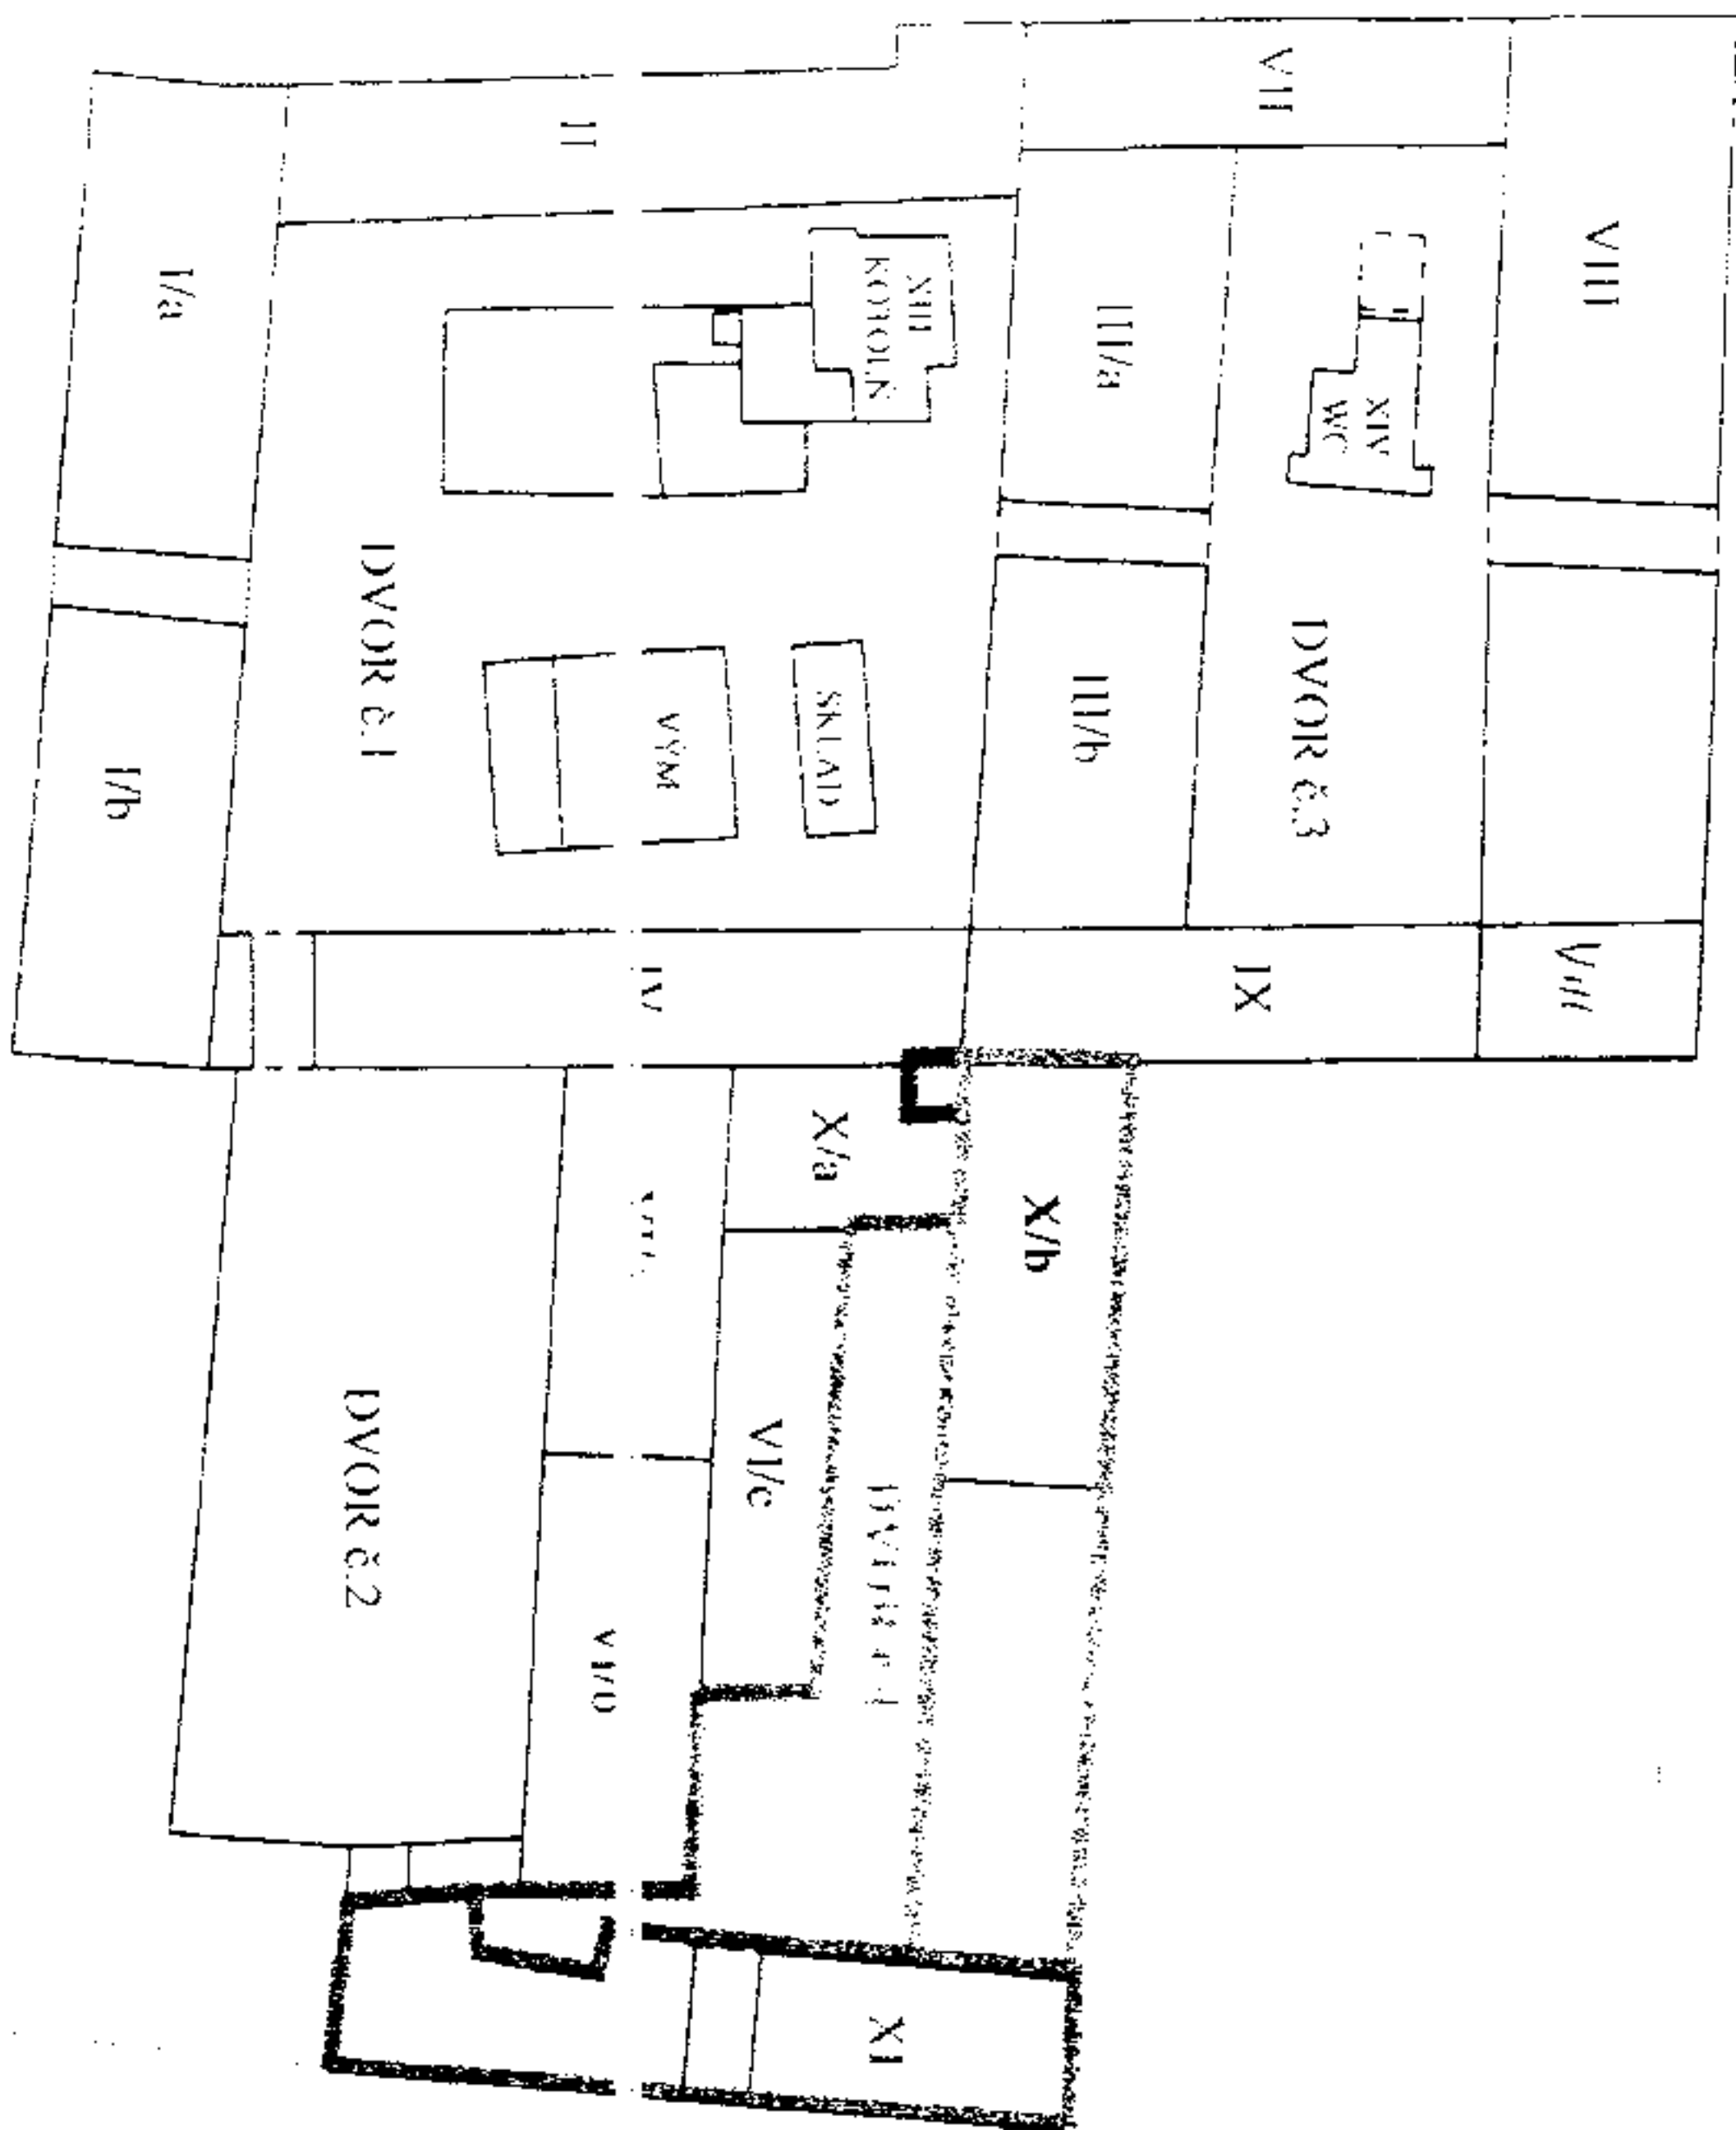 VII
II
VIII
I/a
XIII
KOTOLŇ
III/a
XIV
WC
DVOR č.1
DVOR č.3
III/b
SKLAD
VÝM
I/b
IV
IX
VIII
X/a
X/b
VI/c
DVOR č.2
XI